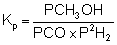 Kp = PCH3OH / PCO x P²H2